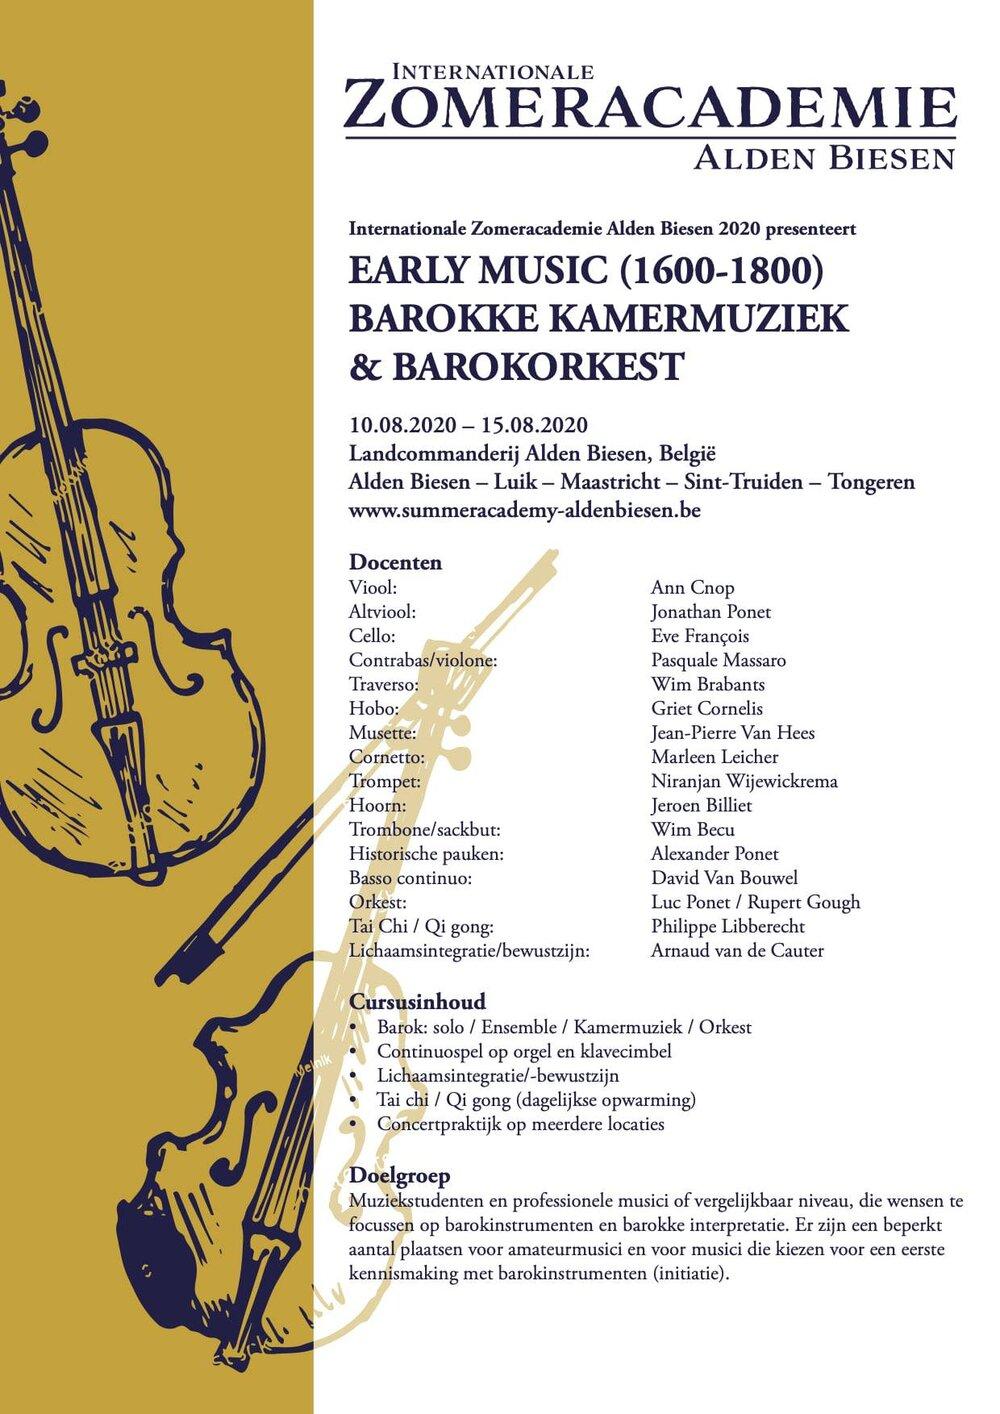 INTERNATIONALE
ZOMERACADEMIE
ALDEN BIESEN
Internationale Zomeracademie Alden Biesen 2020 presenteert
EARLY MUSIC (1600-1800)
BAROKKE KAMERMUZIEK
& BAROKORKEST
10.08.2020 – 15.08.2020
Landcommanderij Alden Biesen, België
Alden Biesen – Luik – Maastricht – Sint-Truiden – Tongeren
www.summeracademy-aldenbiesen.be
Docenten
Viool: Ann Cnop
Altviool: Jonathan Ponet
Cello: Eve François
Contrabas/violone: Pasquale Massaro
Traverso: Wim Brabants
Hobo: Griet Cornelis
Musette: Jean-Pierre Van Hees
Cornetto: Marleen Leicher
Trompet: Niranjan Wijewickrema
Hoorn: Jeroen Billiet
Trombone/sackbut: Wim Becu
Historische pauken: Alexander Ponet
Basso continuo: David Van Bouwel
Orkest: Luc Ponet / Rupert Gough
Tai Chi / Qi gong: Philippe Libberecht
Lichaamsintegratie/bewustzijn: Arnaud van de Cauter
Cursusinhoud
• Barok: solo / Ensemble / Kamermuziek / Orkest
• Continuospel op orgel en klavecimbel
• Lichaamsintegratie/-bewustzijn
• Tai chi / Qi gong (dagelijkse opwarming)
• Concertpraktijk op meerdere locaties
Melnik
Doelgroep
Muziekstudenten en professionele musici of vergelijkbaar niveau, die wensen te
focussen op barokinstrumenten en barokke interpretatie. Er zijn een beperkt
aantal plaatsen voor amateurmusici en voor musici die kiezen voor een eerste
kennismaking met barokinstrumenten (initiatie).